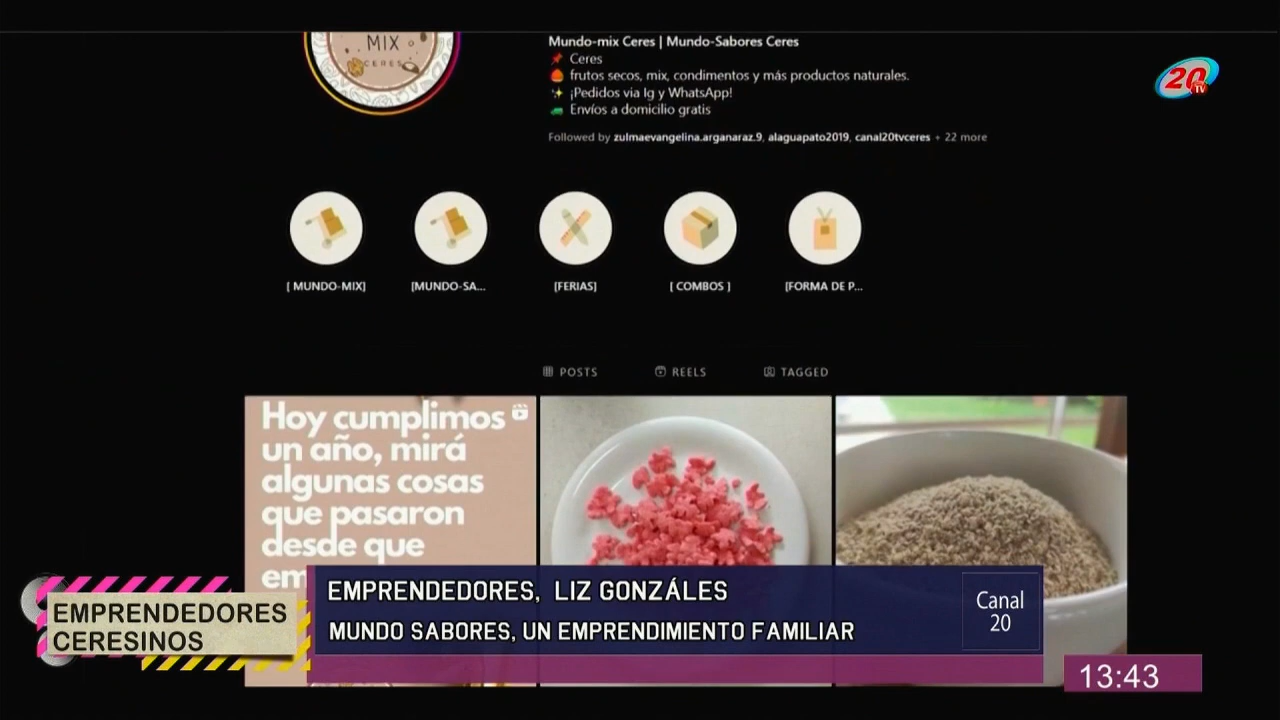 MIX
CERES
Mundo-mix Ceres | Mundo-Sabores Ceres
Ceres
frutos secos, mix, condimentos y más productos naturales.
¡Pedidos via Ig y WhatsApp!
Envíos a domicilio gratis
Followed by zulmaevangelina.arganaraz.9, alaguapato2019, canal20tvceres + 22 more
20
TV
[ MUNDO-MIX]
[MUNDO-SA...
[FERIAS]
[ COMBOS ]
[FORMA DE P...
POSTS
REELS
TAGGED
Hoy cumplimos
un año, mirá
algunas cosas
que pasaron
desde que
em
EMPRENDEDORES
CERESINOS
EMPRENDEDORES, LIZ GONZÁLES
MUNDO SABORES, UN EMPRENDIMIENTO FAMILIAR
Canal
20
13:43